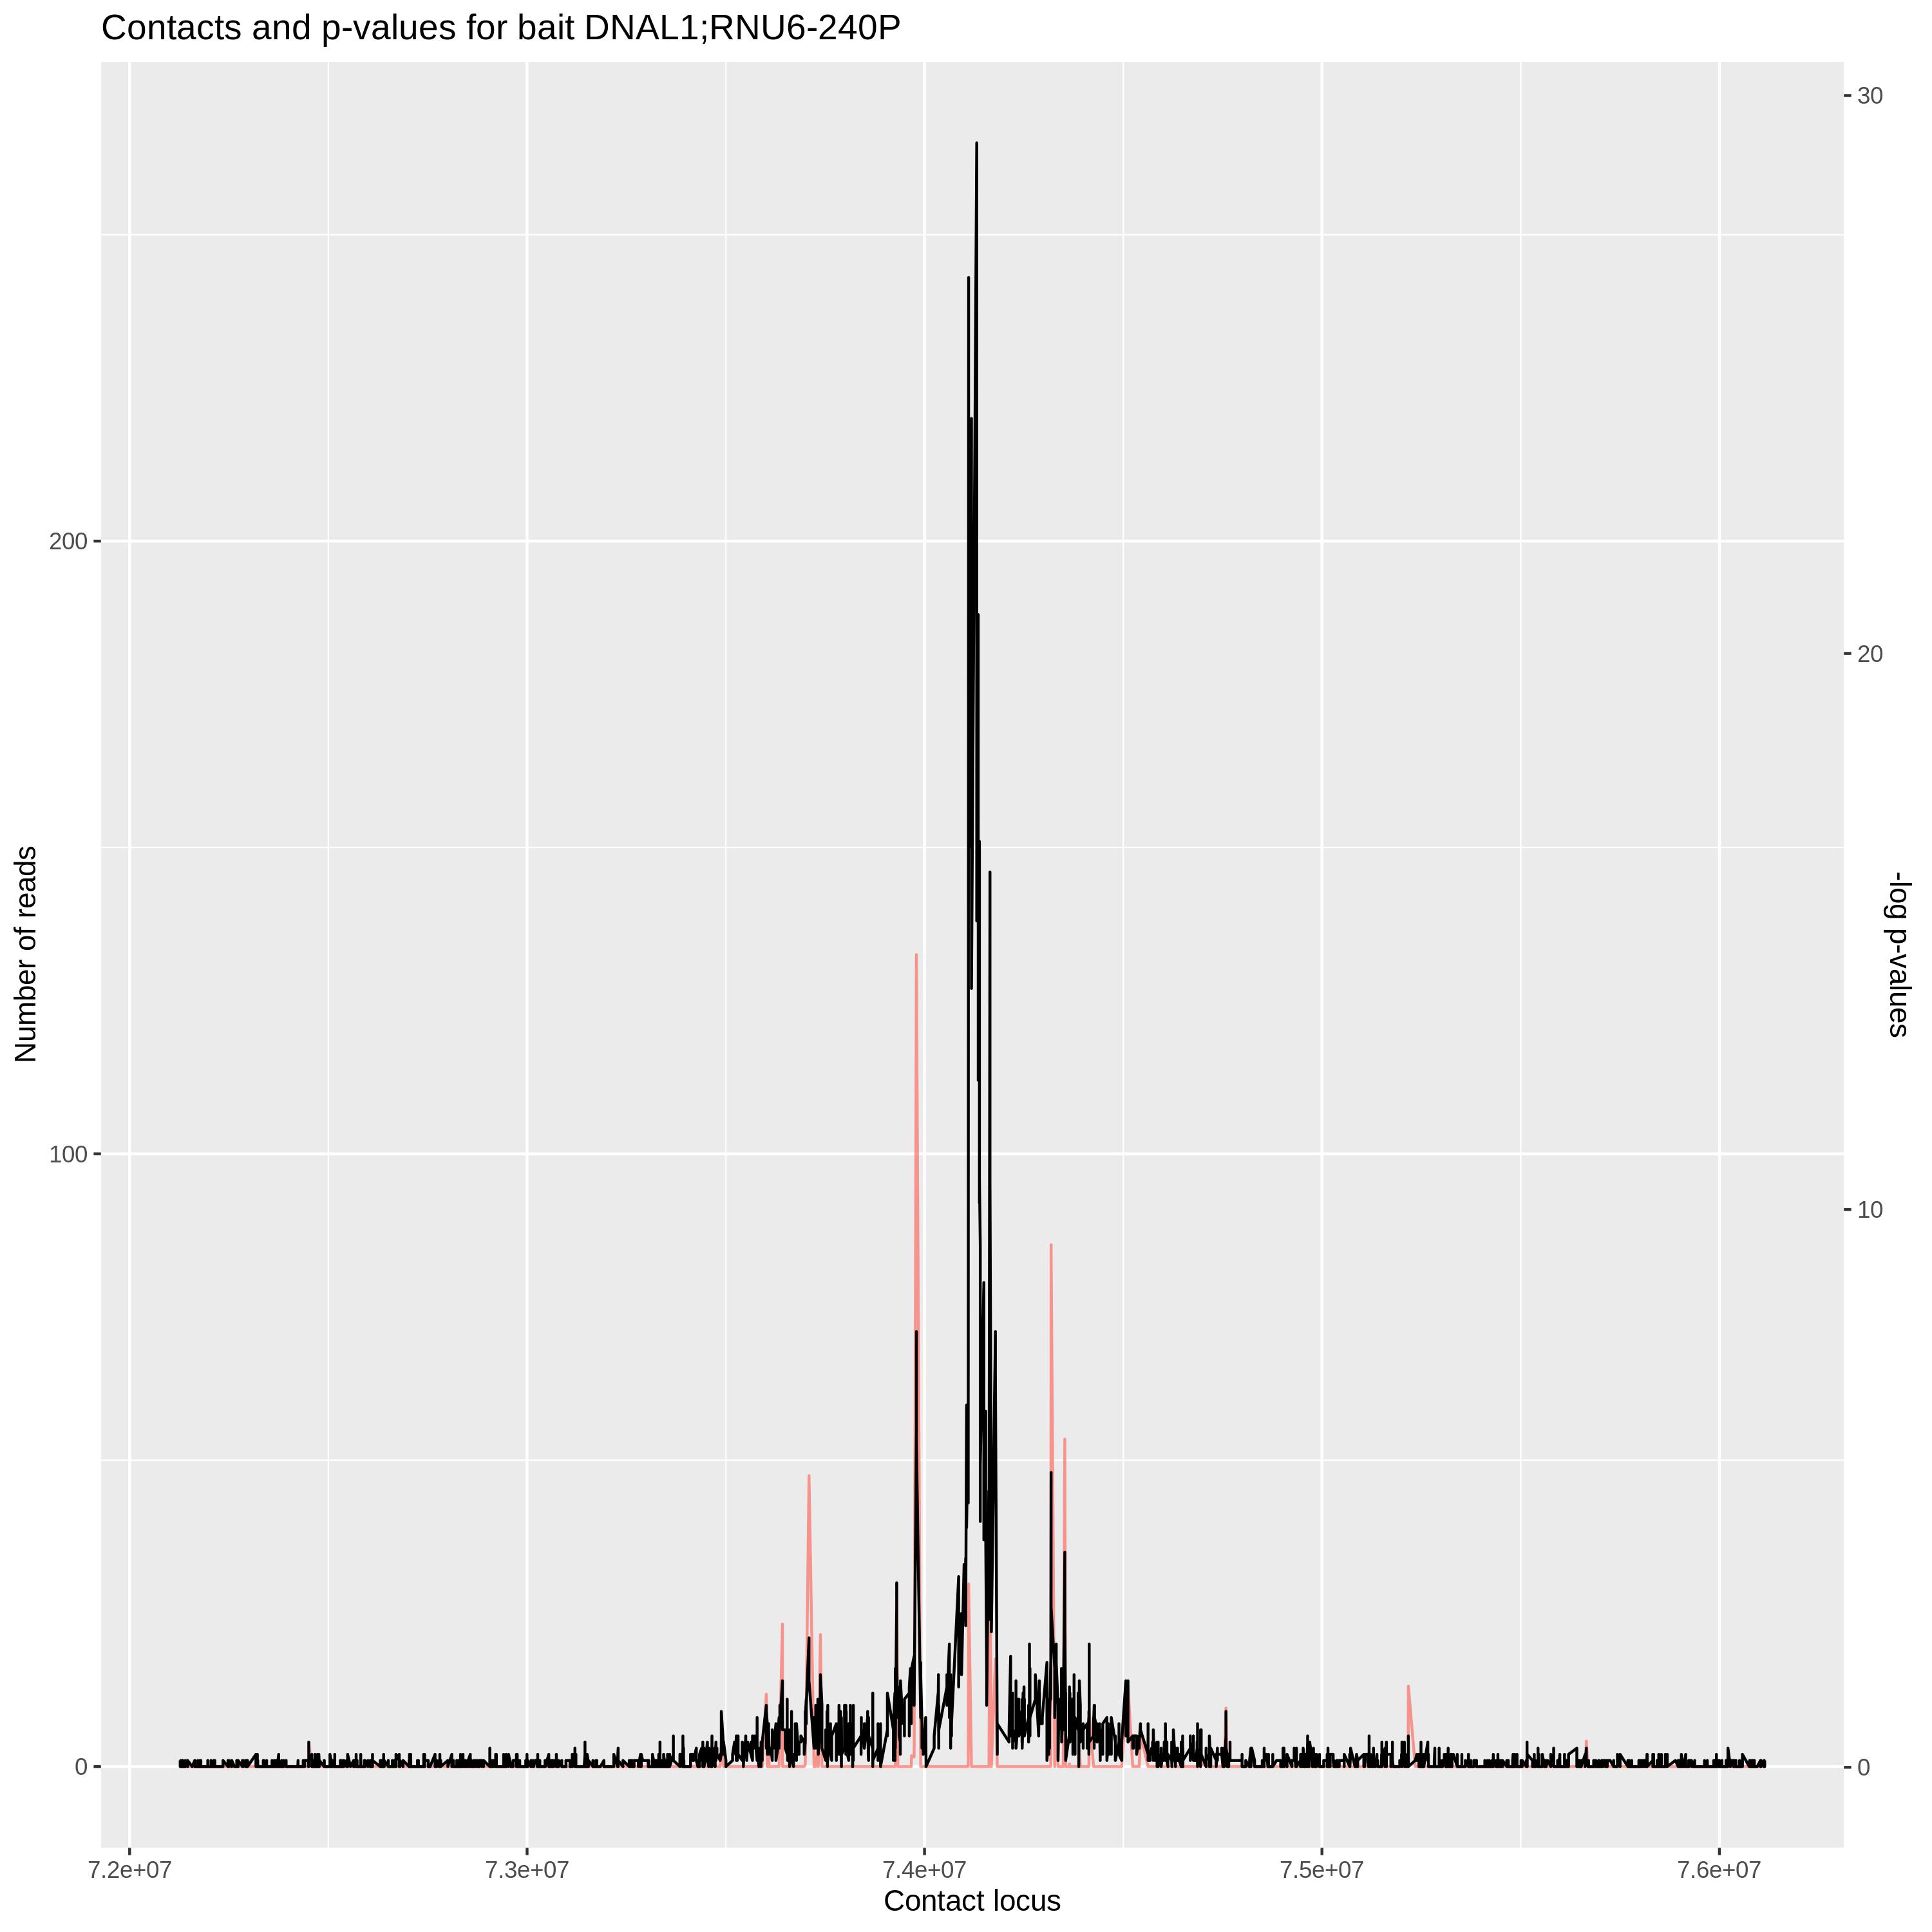 Contacts and p-values for bait DNAL1;RNU6-240P
30
200
20
Number of reads
-log p-values
10
100
0
0
7.2e+07
7.3e+07
7.4e+07
7.5e+07
7.6e+07
Contact locus